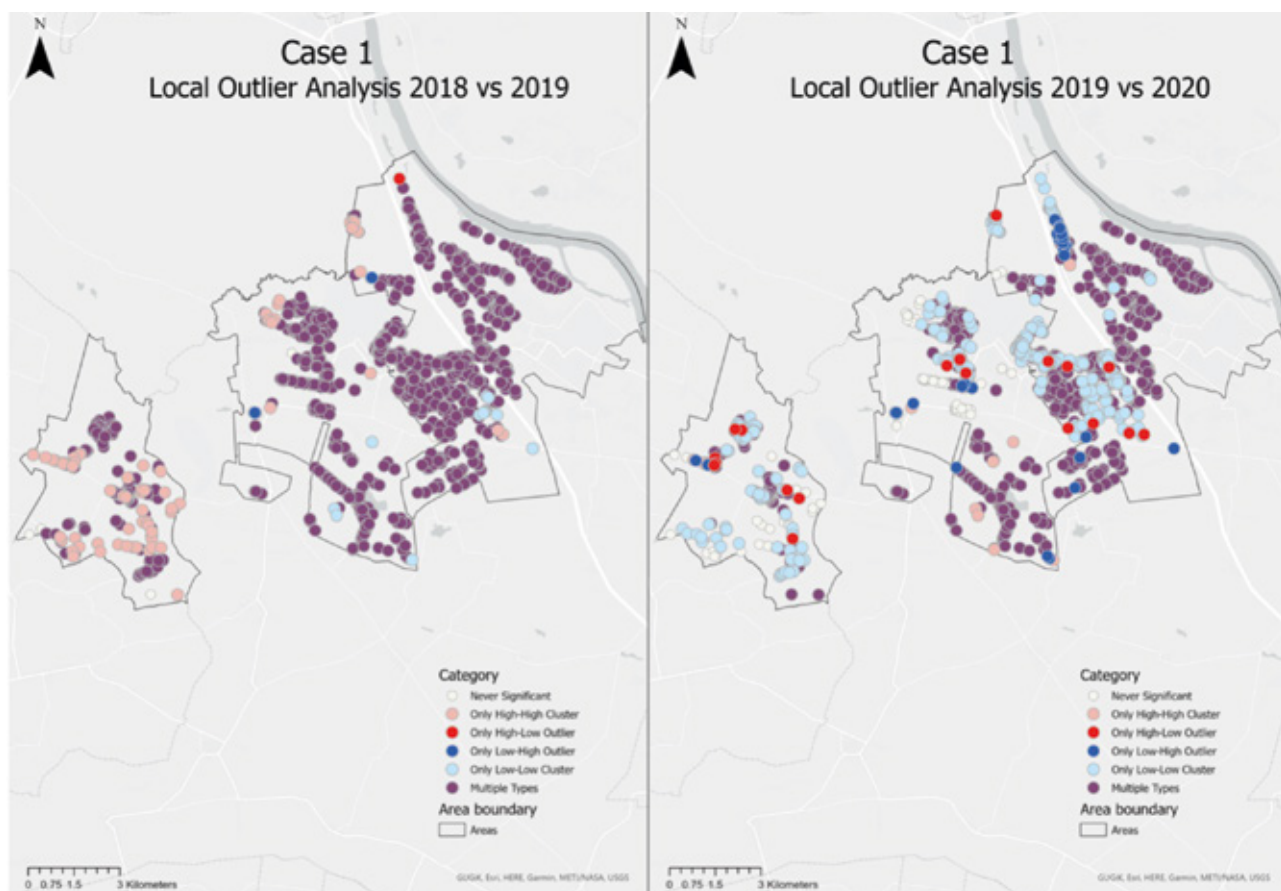 N
Case 1
Local Outlier Analysis 2018 vs 2019
Category
Never Significant
Only High-High Cluster
Only High-Low Outlier
Only Low-High Outlier
Only Low-Low Cluster
Multiple Types
Area boundary
Areas
0 0.75 1.5 3 Kilometers
GUGiK, Esri, HERE, Garmin, METI/NASA, USGS
N
Case 1
Local Outlier Analysis 2019 vs 2020
Category
Never Significant
Only High-High Cluster
Only High-Low Outlier
Only Low-High Outlier
Only Low-Low Cluster
Multiple Types
Area boundary
Areas
0 0.75 1.5 3 Kilometers
GUGiK, Esri, HERE, Garmin, METI/NASA, USGS